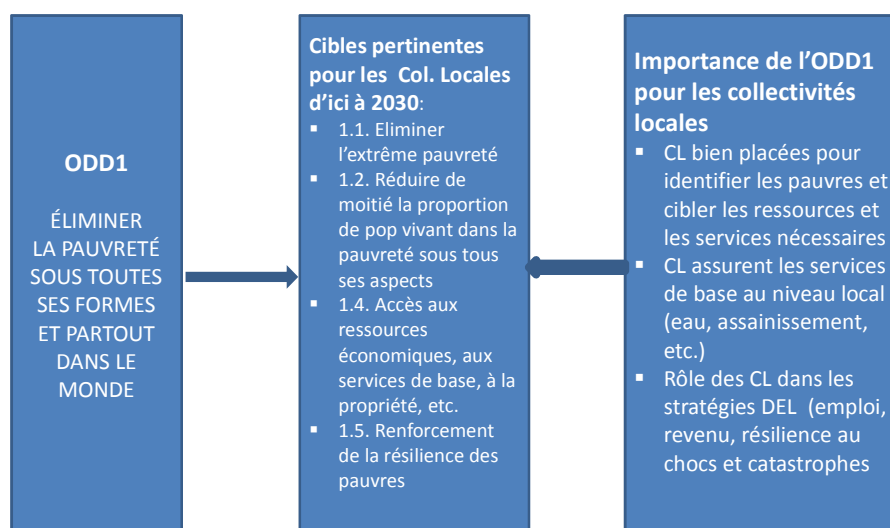 ODD1
ÉLIMINER
LA PAUVRETÉ
SOUS TOUTES
SES FORMES
ET PARTOUT
DANS LE
MONDE
Cibles pertinentes
pour les Col. Locales
d’ici à 2030:
▪ 1.1. Eliminer
l’extrême pauvreté
▪ 1.2. Réduire de
moitié la proportion
de pop vivant dans la
pauvreté sous tous
ses aspects
▪ 1.4. Accès aux
ressources
économiques, aux
services de base, à la
propriété, etc.
▪ 1.5. Renforcement
de la résilience des
pauvres
Importance de l’ODD1
pour les collectivités
locales
▪ CL bien placées pour
identifier les pauvres et
cibler les ressources et
les services nécessaires
▪ CL assurent les services
de base au niveau local
(eau, assainissement,
etc.)
▪ Rôle des CL dans les
stratégies DEL (emploi,
revenu, résilience au
chocs et catastrophes